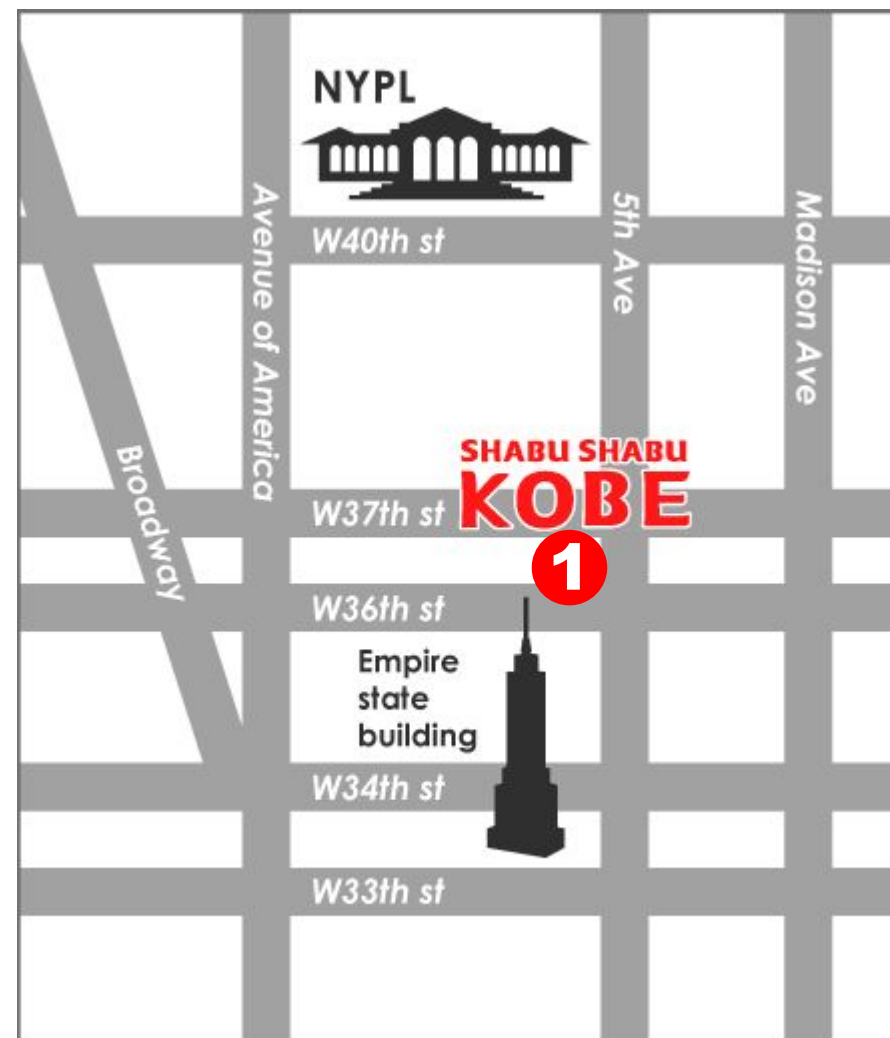 NYPL
W40th st
Avenue of America
5th Ave
Madison Ave
Broadway
SHABU SHABU
KOBE
W37th st
1
W36th st
Empire
state
building
W34th st
W33th st